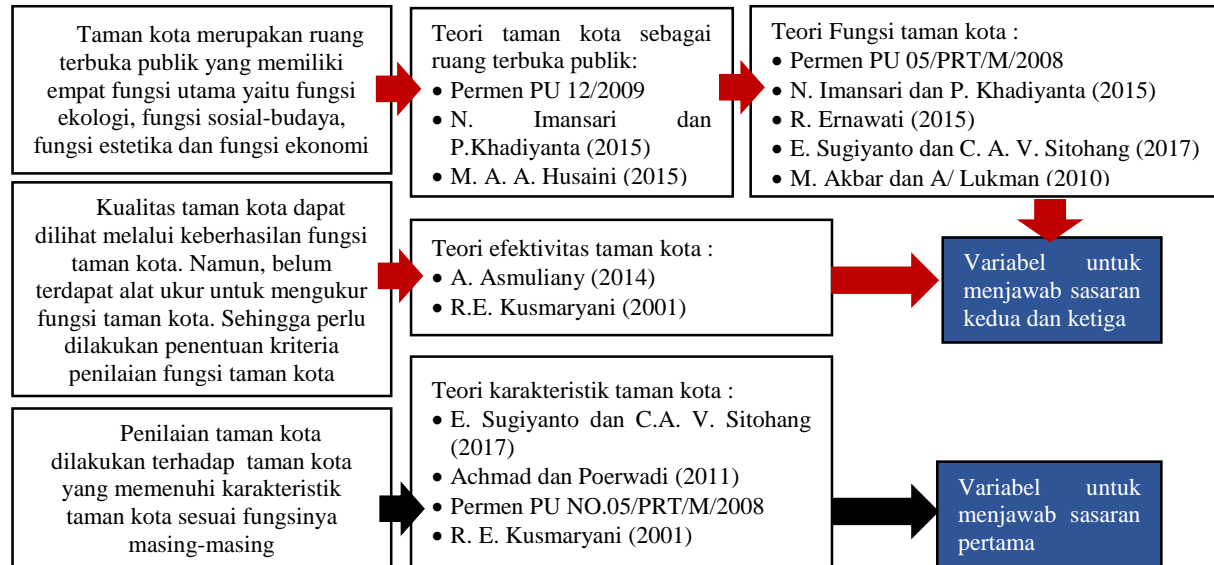 Taman kota merupakan ruang
terbuka publik yang memiliki
empat fungsi utama yaitu fungsi
ekologi, fungsi sosial-budaya,
fungsi estetika dan fungsi ekonomi
Teori taman kota sebagai
ruang terbuka publik:
• Permen PU 12/2009
• N. Imansari dan
P.Khadiyanta (2015)
• M. A. A. Husaini (2015)
Teori Fungsi taman kota :
• Permen PU 05/PRT/M/2008
• N. Imansari dan P. Khadiyanta (2015)
• R. Ernawati (2015)
• E. Sugiyanto dan C. A. V. Sitohang (2017)
• M. Akbar dan A/ Lukman (2010)
Kualitas taman kota dapat
dilihat melalui keberhasilan fungsi
taman kota. Namun, belum
terdapat alat ukur untuk mengukur
fungsi taman kota. Sehingga perlu
dilakukan penentuan kriteria
penilaian fungsi taman kota
Teori efektivitas taman kota :
• A. Asmuliany (2014)
• R.E. Kusmaryani (2001)
Variabel untuk
menjawab sasaran
kedua dan ketiga
Penilaian taman kota
dilakukan terhadap taman kota
yang memenuhi karakteristik
taman kota sesuai fungsinya
masing-masing
Teori karakteristik taman kota :
• E. Sugiyanto dan C.A. V. Sitohang
(2017)
• Achmad dan Poerwadi (2011)
• Permen PU NO.05/PRT/M/2008
• R. E. Kusmaryani (2001)
Variabel untuk
menjawab sasaran
pertama